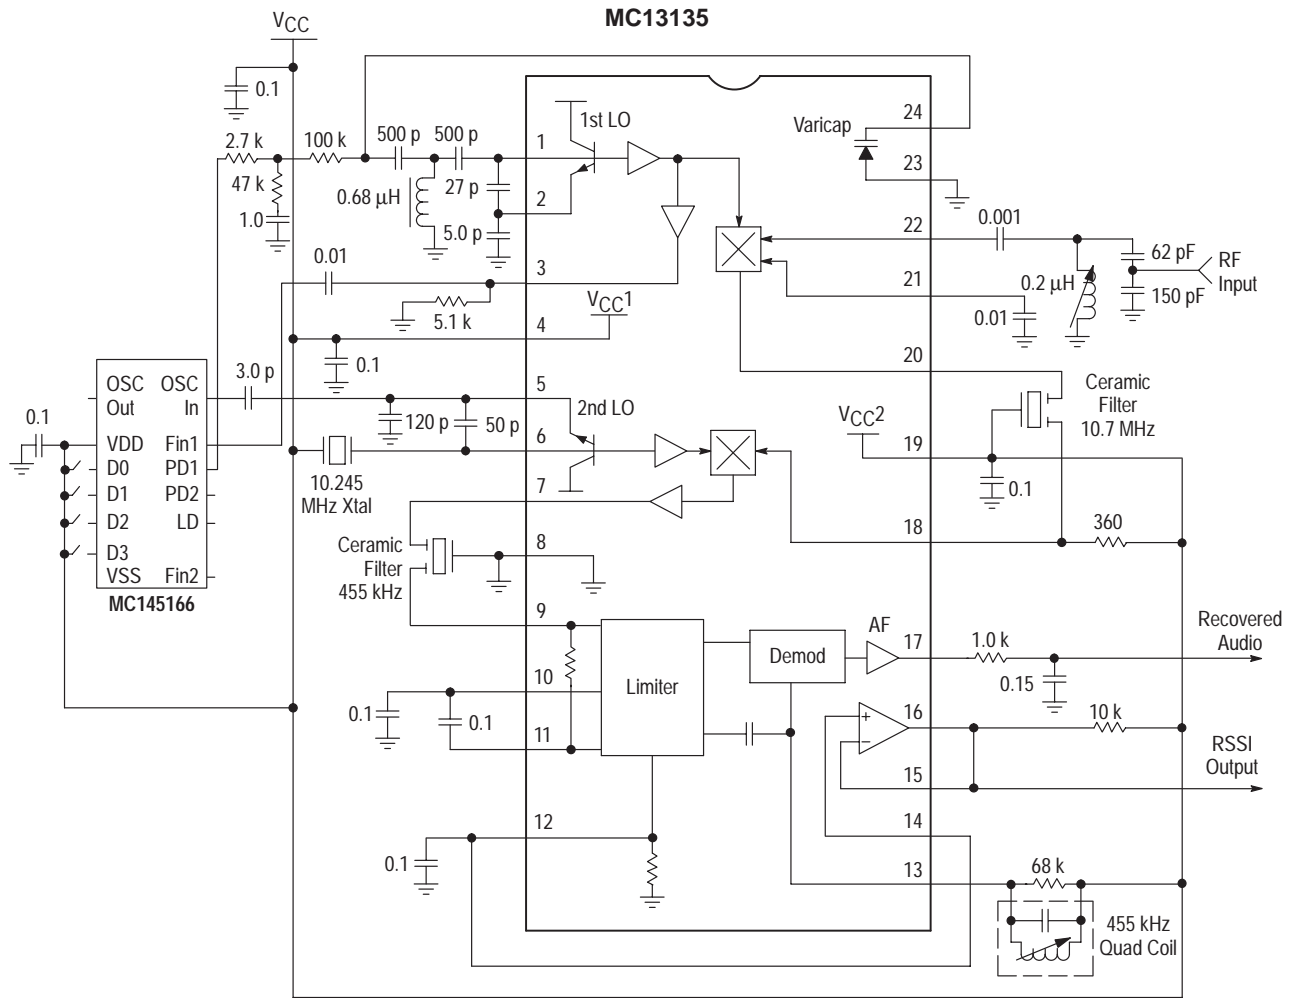 MC13135
VCC
0.1
2.7 k
100 k
500 p
500 p
47 k
1.0
0.68 µH
27 p
5.0 p
0.01
5.1 k
1
2
3
4
1st LO
VCC1
Varicap
24
23
22
21
20
0.001
62 pF
RF
Input
0.2 µH
150 pF
0.01
0.1
3.0 p
120 p
50 p
5
6
7
8
2nd LO
VCC2
19
18
Ceramic
Filter
10.7 MHz
0.1
360
0.1
OSC
Out
OSC
In
VDD
Fin1
D0
PD1
D1
PD2
D2
LD
D3
VSS
Fin2
MC145166
10.245
MHz Xtal
Ceramic
Filter
455 kHz
9
10
11
12
Limiter
Demod
AF
17
16
15
14
13
+
–
1.0 k
0.15
Recovered
Audio
10 k
RSSI
Output
0.1
0.1
0.1
68 k
455 kHz
Quad Coil